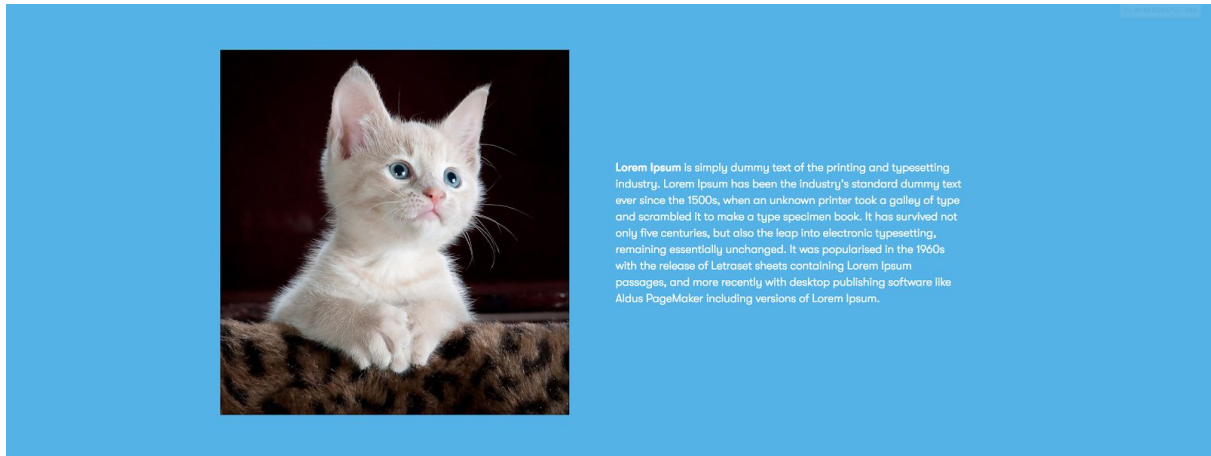 Lorem Ipsum is simply dummy text of the printing and typesetting
industry. Lorem Ipsum has been the industry's standard dummy text
ever since the 1500s, when an unknown printer took a galley of type
and scrambled it to make a type specimen book. It has survived not
only five centuries, but also the leap into electronic typesetting,
remaining essentially unchanged. It was popularised in the 1960s
with the release of Letraset sheets containing Lorem Ipsum
passages, and more recently with desktop publishing software like
Aldus PageMaker including versions of Lorem Ipsum.